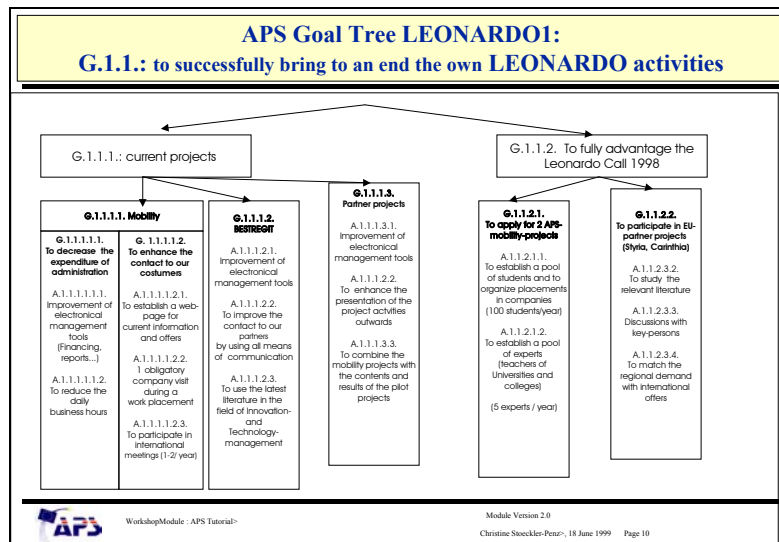 APS Goal Tree LEONARDO1:
G.1.1.: to successfully bring to an end the own LEONARDO activities
G.1.1.1.: current projects
G.1.1.2. To fully advantage the
Leonardo Call 1998
G.1.1.1.1. Mobility
G.1.1.1.1.1.
To decrease the
expenditure of
administration
A.1.1.1.1.1.1.
Improvement of
electronical
management
tools
(Financing,
reports...)
A.1.1.1.1.1.2.
To reduce the
daily
business hours
G. 1.1.1.1.2.
To enhance the
contact to our
costumers
A.1.1.1.1.2.1.
To establish a web-
page for
current information
and offers
A.1.1.1.1.2.2.
1 obligatory
company visit
during a
work placement
A.1.1.1.1.2.3.
To participate in
international
meetings (1-2/ year)
G.1.1.1.2.
BESTREGIT
A.1.1.1.2.1.
Improvement of
electronical
management tools
A.1.1.1.2.2.
To improve the
contact to our
partners
by using all means
of communication
A.1.1.1.2.3.
To use the latest
literature in the
field of Innovation-
and
Technology-
management
G.1.1.1.3.
Partner projects
A.1.1.1.3.1.
Improvement of
electronical
management tools
A.1.1.1.2.2.
To enhance the
presentation of the
project actvities
outwards
A.1.1.1.3.3.
To combine the
mobility projects with
the contents and
results of the pilot
projects
G.1.1.2.1.
To apply for 2 APS-
mobility-projects
A.1.1.2.1.1.
To establish a pool
of students and to
organize placements
in companies
(100 students/year)
A.1.1.2.1.2.
To establish a
pool of experts
(teachers of
Universities and
colleges)
(5 experts / year)
G.1.1.2.2.
To participate in EU-
partner projects
(Styria, Carinthia)
A.1.1.2.3.2.
To study the
relevant literature
A.1.1.2.3.3.
Discussions with
key-persons
A.1.1.2.3.4.
To match the
regional demand
with international
offers
APS
WorkshopModule : APS Tutorial>
Module Version 2.0
Christine Stoeckler-Penz>, 18 June 1999 Page 10